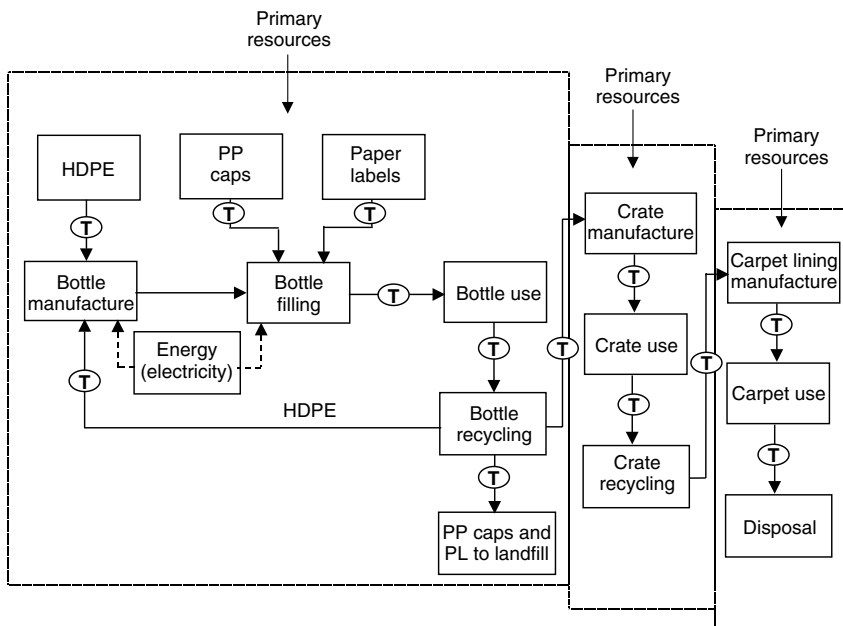 Primary
resources
HDPE
PP
caps
Paper
labels
T
T
T
Bottle
manufacture
Bottle
filling
T
Bottle use
Energy
(electricity)
T
T
HDPE
Bottle
recycling
T
PP caps and
PL to landfill
T
Primary
resources
Crate
manufacture
T
Crate use
T
Crate
recycling
T
Primary
resources
Carpet lining
manufacture
T
Carpet use
T
Disposal